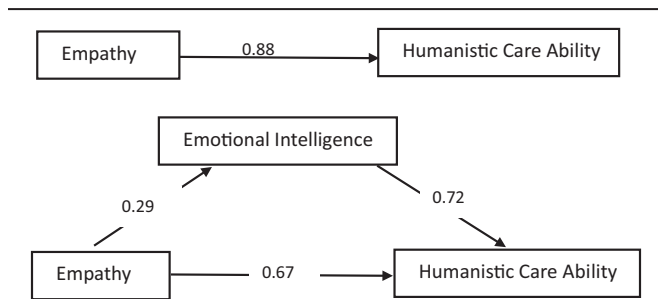 Empathy
0.88
Humanistic Care Ability
Emotional Intelligence
0.29
0.72
Empathy
0.67
Humanistic Care Ability